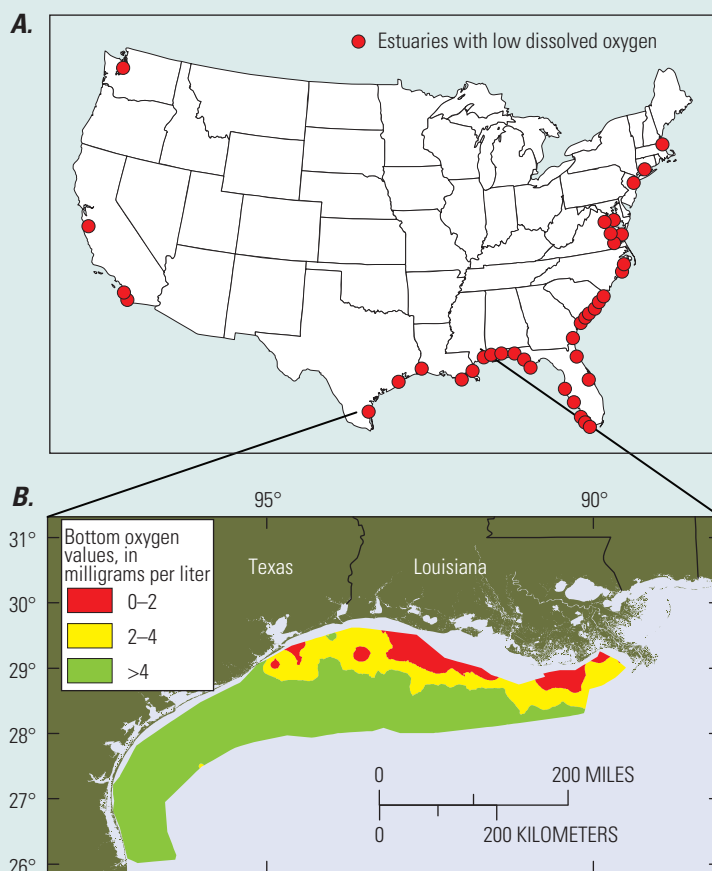 A.
Estuaries with low dissolved oxygen
B.
95°
90°
31°
30°
29°
28°
27°
26°
Bottom oxygen
values, in
milligrams per liter
0–2
2–4
>4
Texas
Louisiana
0
200 MILES
0
200 KILOMETERS